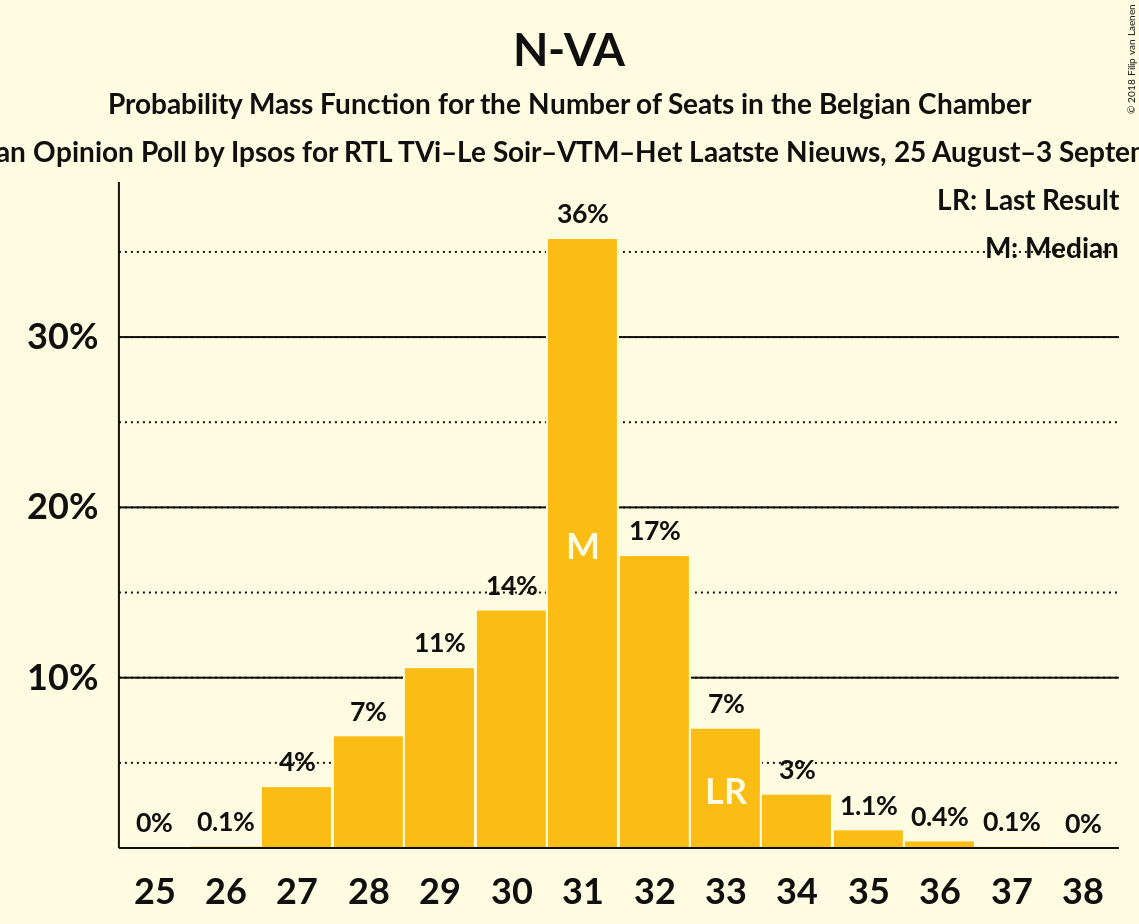 N-VA
Probability Mass Function for the Number of Seats in the Belgian Chamber
an Opinion Poll by Ipsos for RTL TVi–Le Soir–VTM–Het Laatste Nieuws, 25 August–3 Septem
© 2018 Filip van Laenen
LR: Last Result
M: Median
36%
30%
20%
17%
M
14%
11%
10%
7%
7%
4%
3%
LR
0%
0.1%
1.1%
0.4%
0.1%
0%
25 26 27 28 29 30 31 32 33 34 35 36 37 38